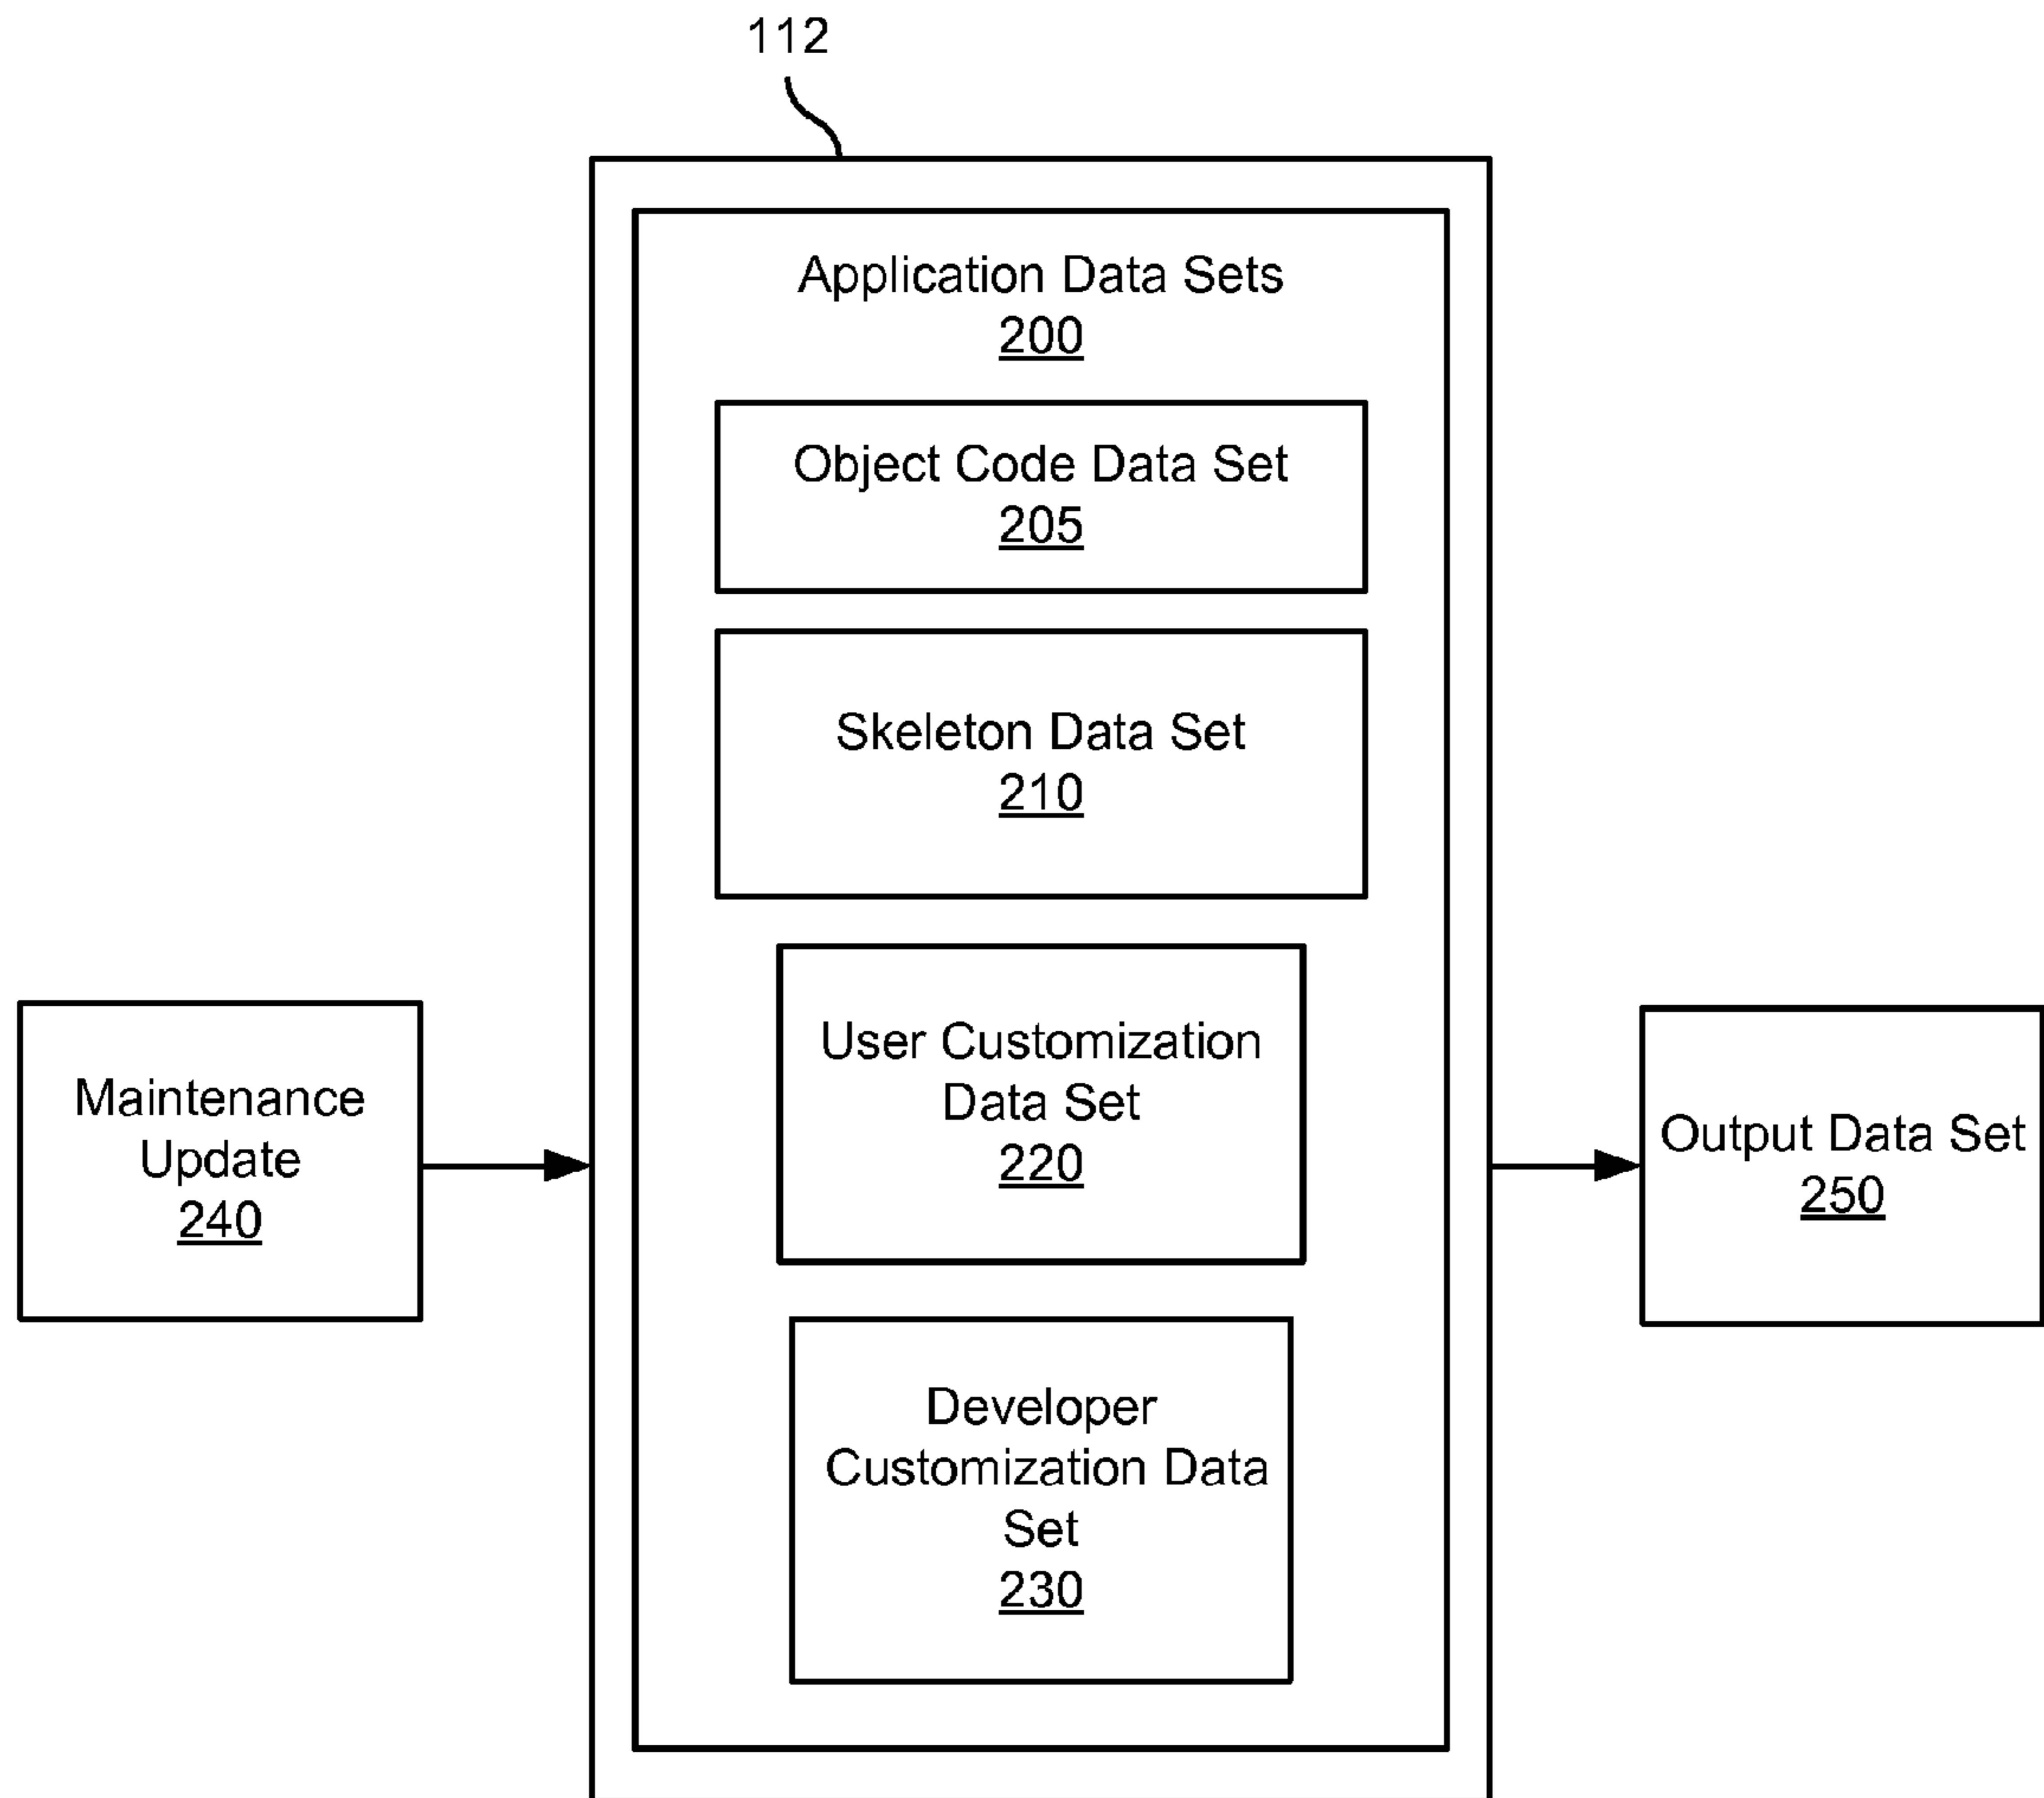 112
Application Data Sets
200
Object Code Data Set
205
Skeleton Data Set
210
User Customization
Data Set
220
Developer
Customization Data
Set
230
Maintenance
Update
240
Output Data Set
250